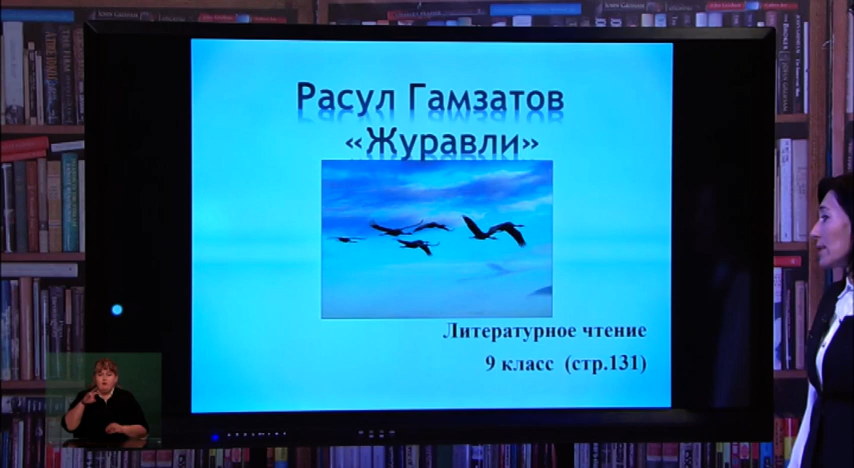 Расул Гамзатов
«Журавли»
Литературное чтение
9 класс (стр.131)